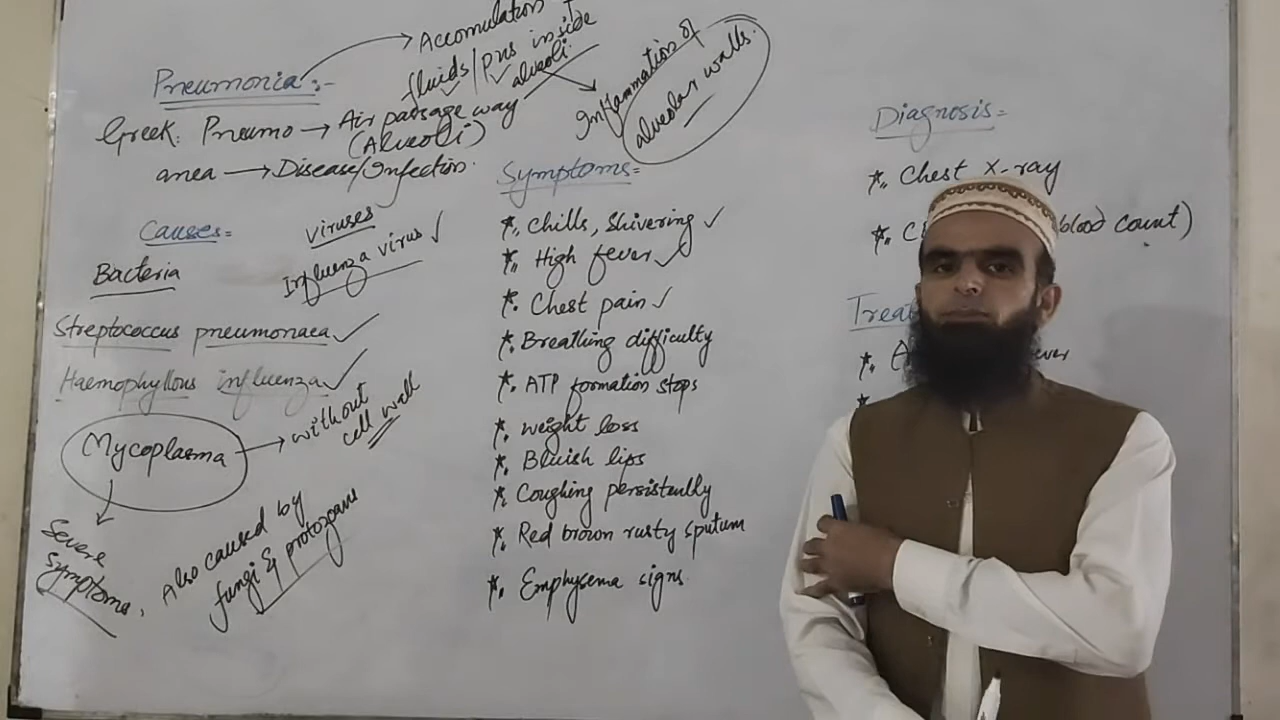 Pneumonia:-
Accomulation of
fluids/pus inside
alveoli.
Inflammation of
alveolar walls.
Greek: Pneumo → Air passage way
(Alveoli)
→ Disease/Infection.
Causes=
Bacteria
Streptococcus pneumonaea
Haemophyllous influenza
Mycoplasma
→ without
cell wall
Severe
symptoms,
Also caused by
fungi & protozoans
viruses
Influenza virus
Symptoms=
*. Chills, Shivering
*. High fever
*. Chest pain
*. Breathing difficulty
*. ATP formation stops
*. weight loss
*. Bluish lips
*. Coughing persistently
*. Red brown rusty sputum
*. Emphysema signs.
Diagnosis=
*. Chest X-ray
*. blood count)